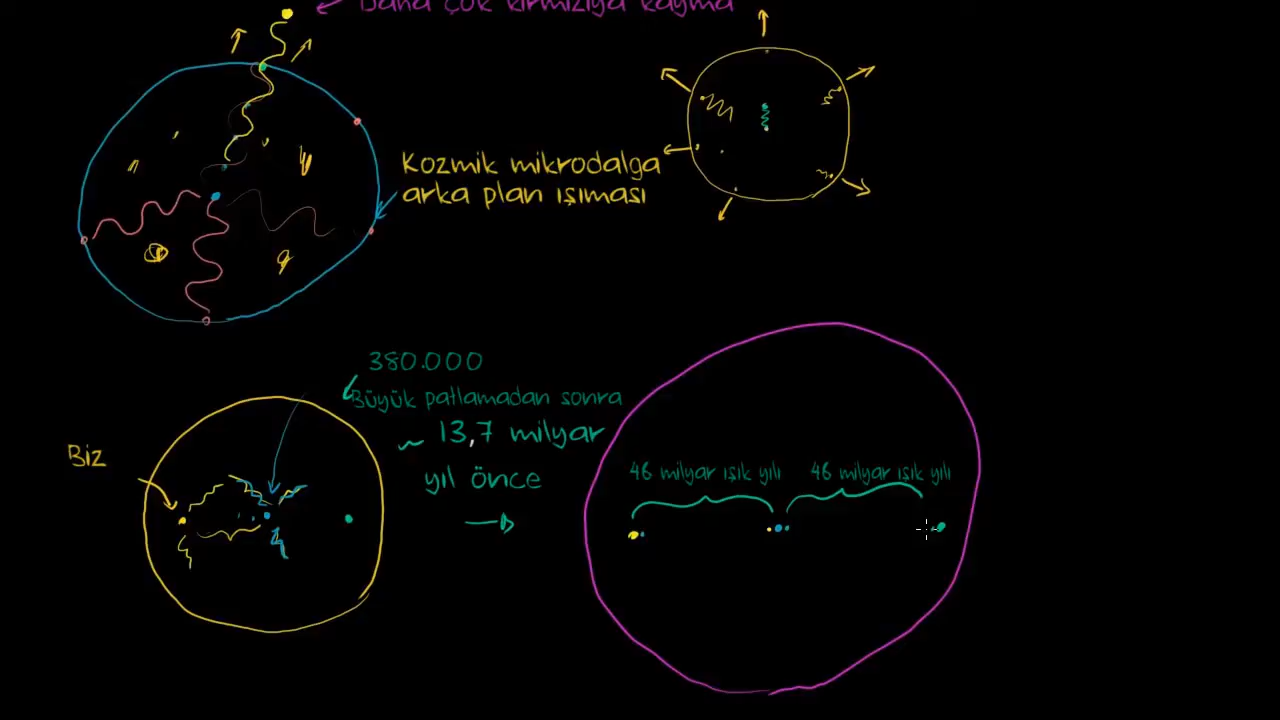 Daha çok kırmızıya kayma
Kozmik mikrodalga
arka plan ışıması
380.000
Büyük patlamadan sonra
~ 13,7 milyar
yıl önce
Biz
46 milyar ışık yılı
46 milyar ışık yılı